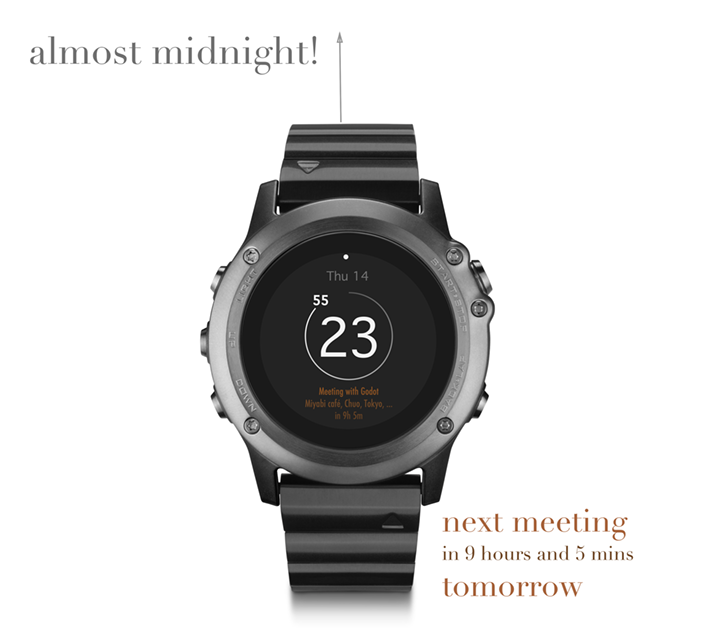 almost midnight!
Thu 14
55
23
Meeting with Godot
Miyabi café, Chuo, Tokyo, ...
in 9h 5m
next meeting
in 9 hours and 5 mins
tomorrow